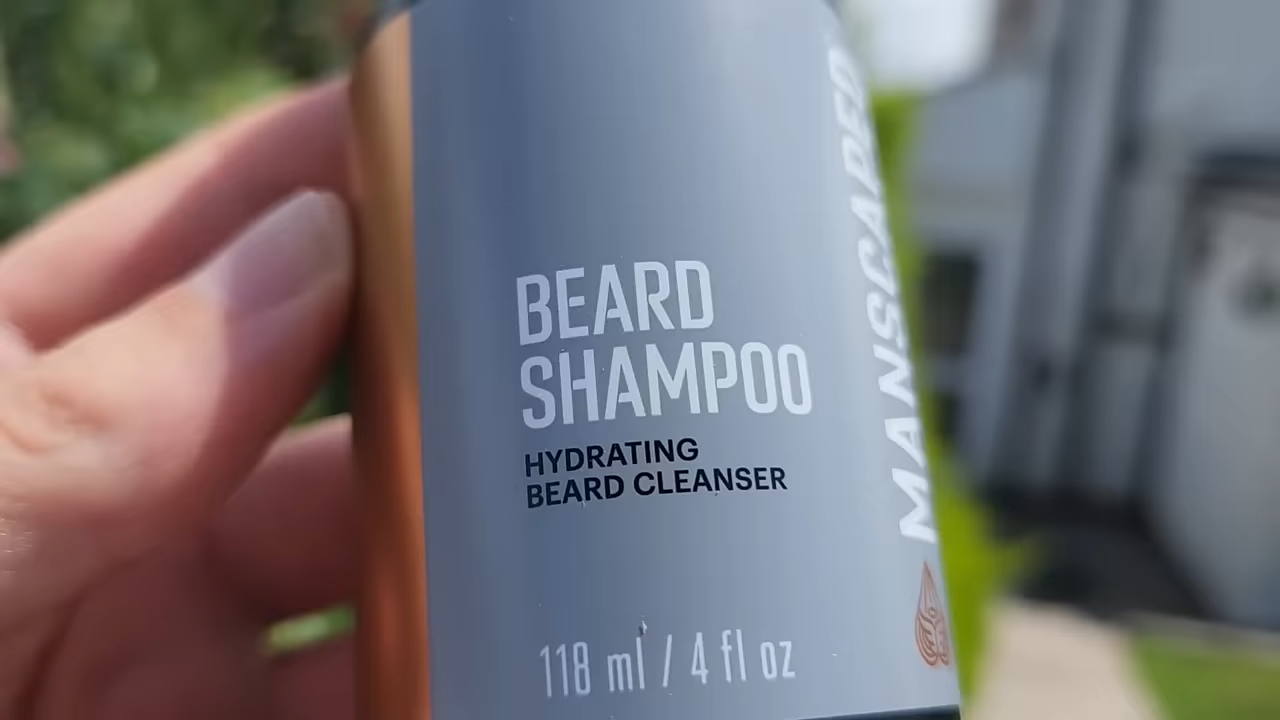 BEARD
SHAMPOO
HYDRATING
BEARD CLEANSER
118 ml / 4 fl oz
MANSCAPED